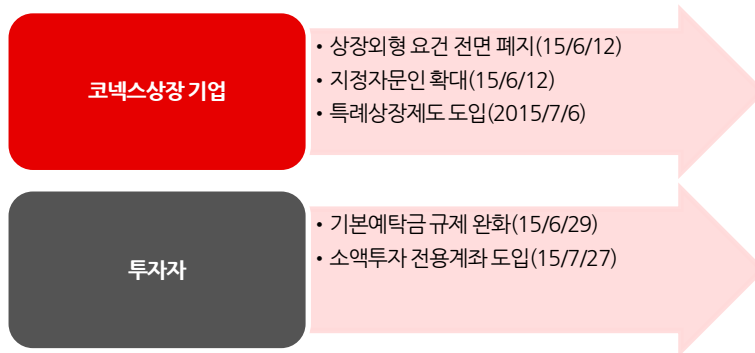 코넥스상장 기업
• 상장외형 요건 전면 폐지(15/6/12)
• 지정자문인 확대(15/6/12)
• 특례상장제도 도입(2015/7/6)
투자자
• 기본예탁금 규제 완화(15/6/29)
• 소액투자 전용계좌 도입(15/7/27)